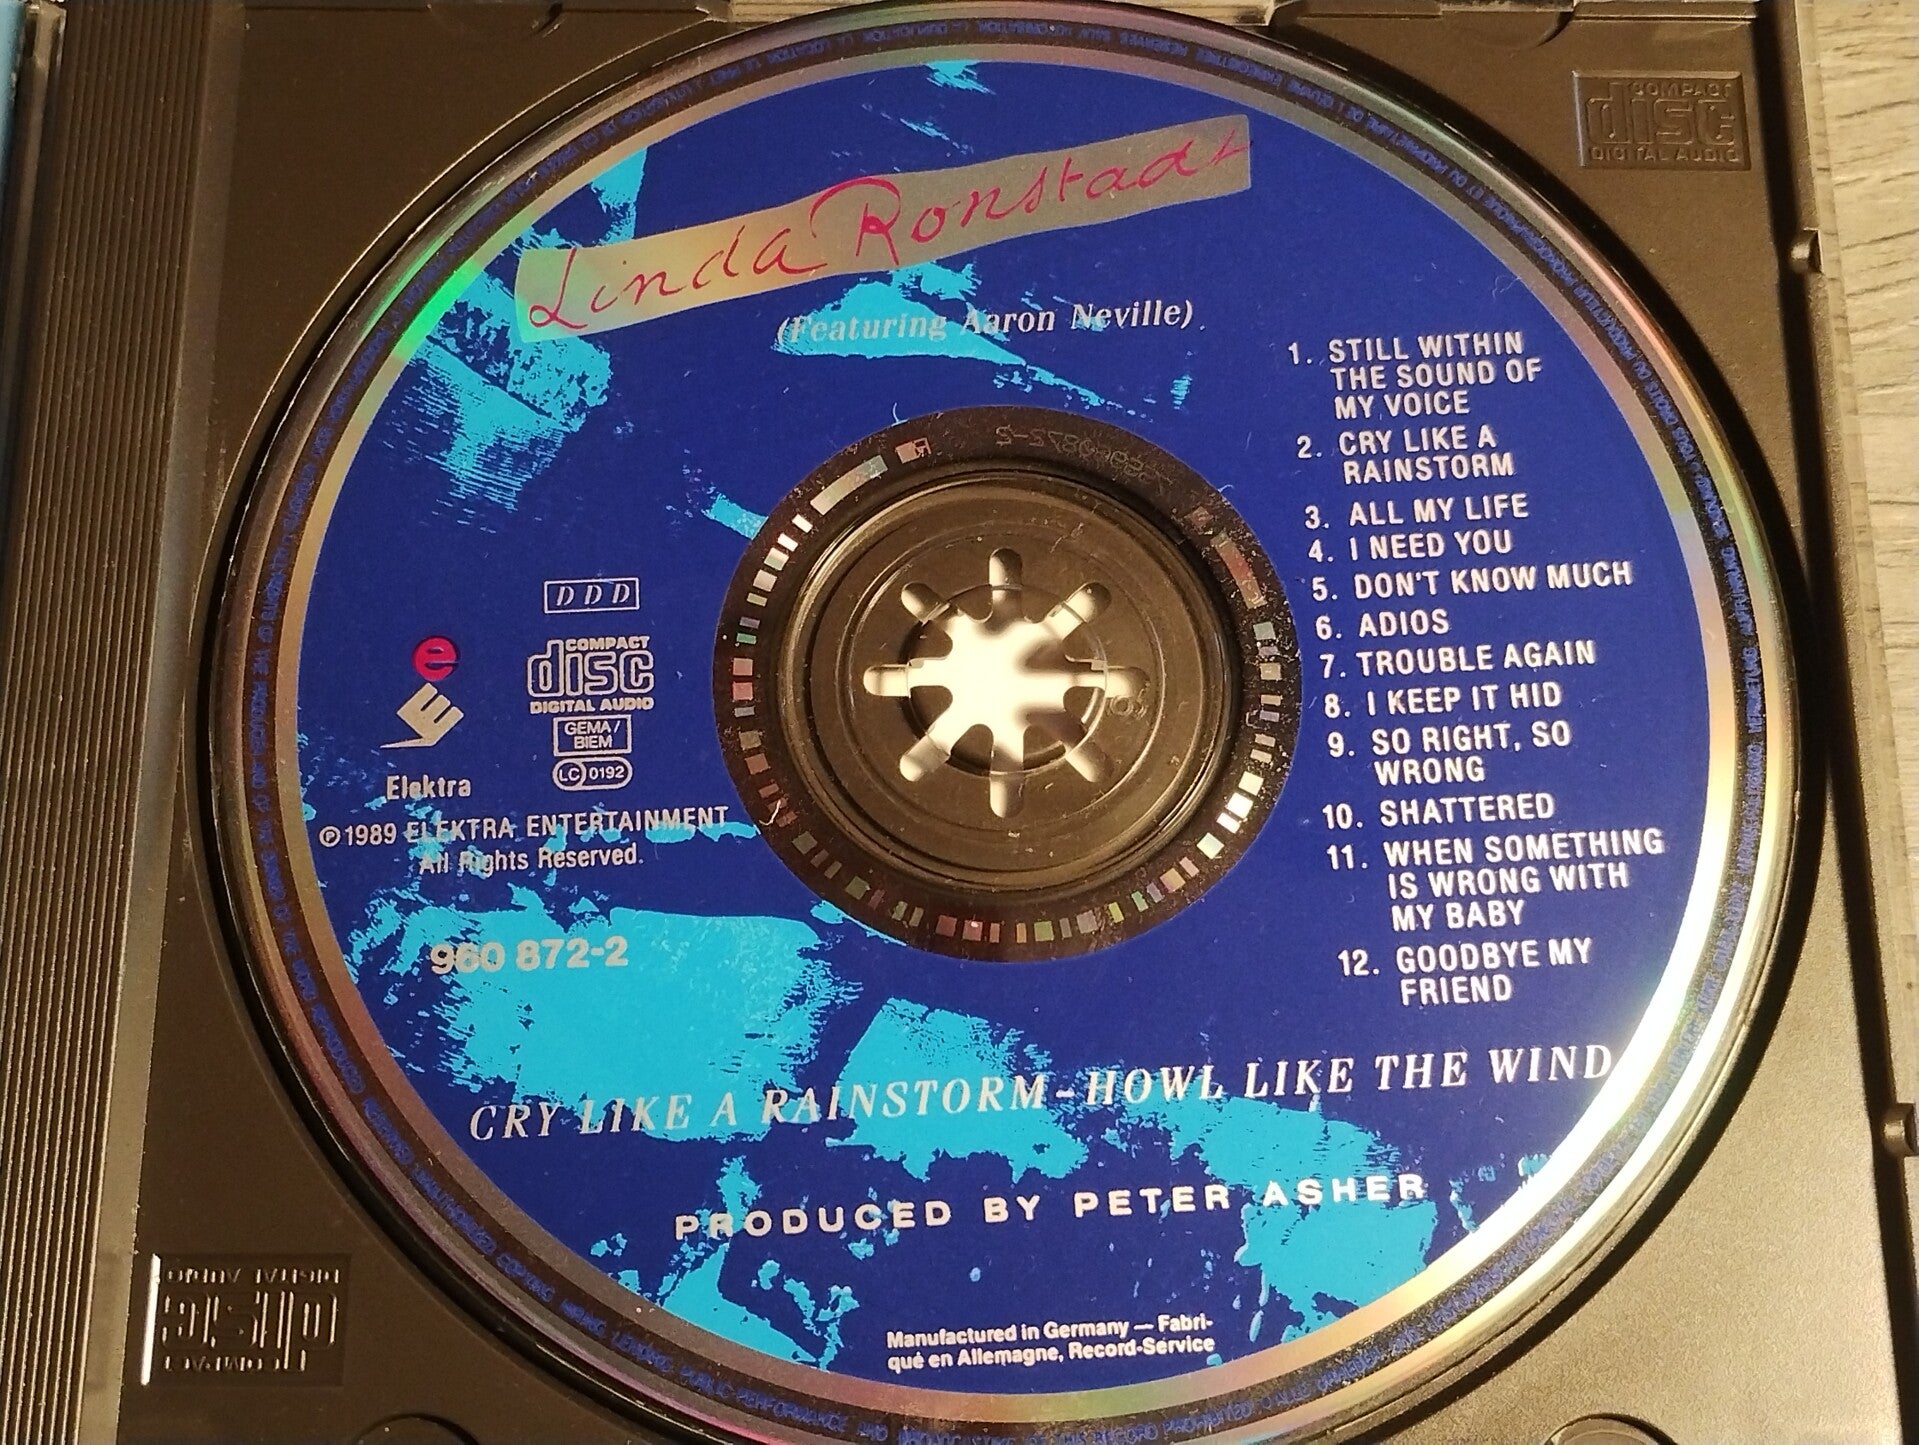 Linda Ronstadt
(Featuring Aaron Neville)
1. STILL WITHIN
THE SOUND OF
MY VOICE
2. CRY LIKE A
RAINSTORM
3. ALL MY LIFE
4. I NEED YOU
5. DON'T KNOW MUCH
6. ADIOS
7. TROUBLE AGAIN
8. I KEEP IT HID
9. SO RIGHT, SO
WRONG
10. SHATTERED
11. WHEN SOMETHING
IS WRONG WITH
MY BABY
12. GOODBYE MY
FRIEND
DDD
COMPACT
disc
DIGITAL AUDIO
GEMA/
BIEM
LC 0192
e
E
Elektra
℗ 1989 ELEKTRA ENTERTAINMENT
All Rights Reserved.
960 872-2
CRY LIKE A RAINSTORM - HOWL LIKE THE WIND
PRODUCED BY PETER ASHER
Manufactured in Germany — Fabri-
qué en Allemagne, Record-Service
COMPACT
disc
DIGITAL AUDIO
COMPACT
disc
DIGITAL AUDIO